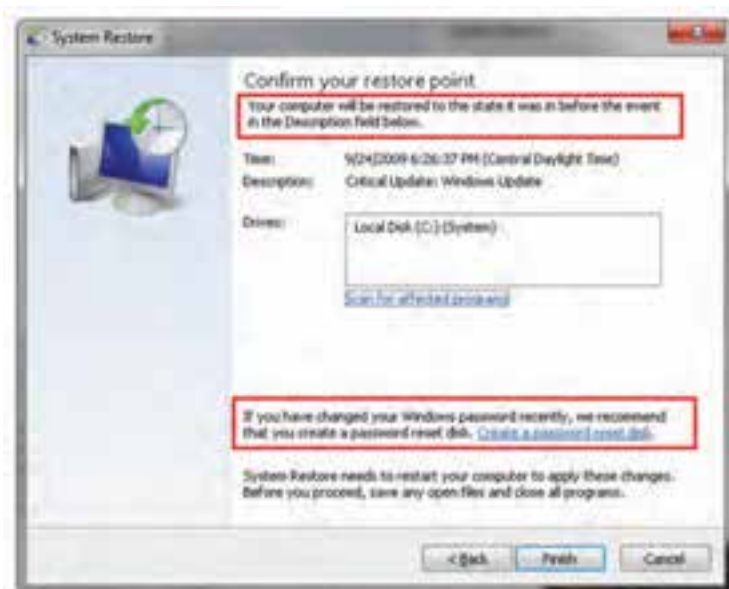 System Restore
Confirm your restore point
Your computer will be restored to the state it was in before the event
in the Description field below.
Time: 9/24/2009 6:26:37 PM (Central Daylight Time)
Description: Critical Update: Windows Update
Drives: Local Disk (C:) (System)
Scan for affected programs
If you have changed your Windows password recently, we recommend
that you create a password reset disk. Create a password reset disk.
System Restore needs to restart your computer to apply these changes.
Before you proceed, save any open files and close all programs.
< Back Finish Cancel